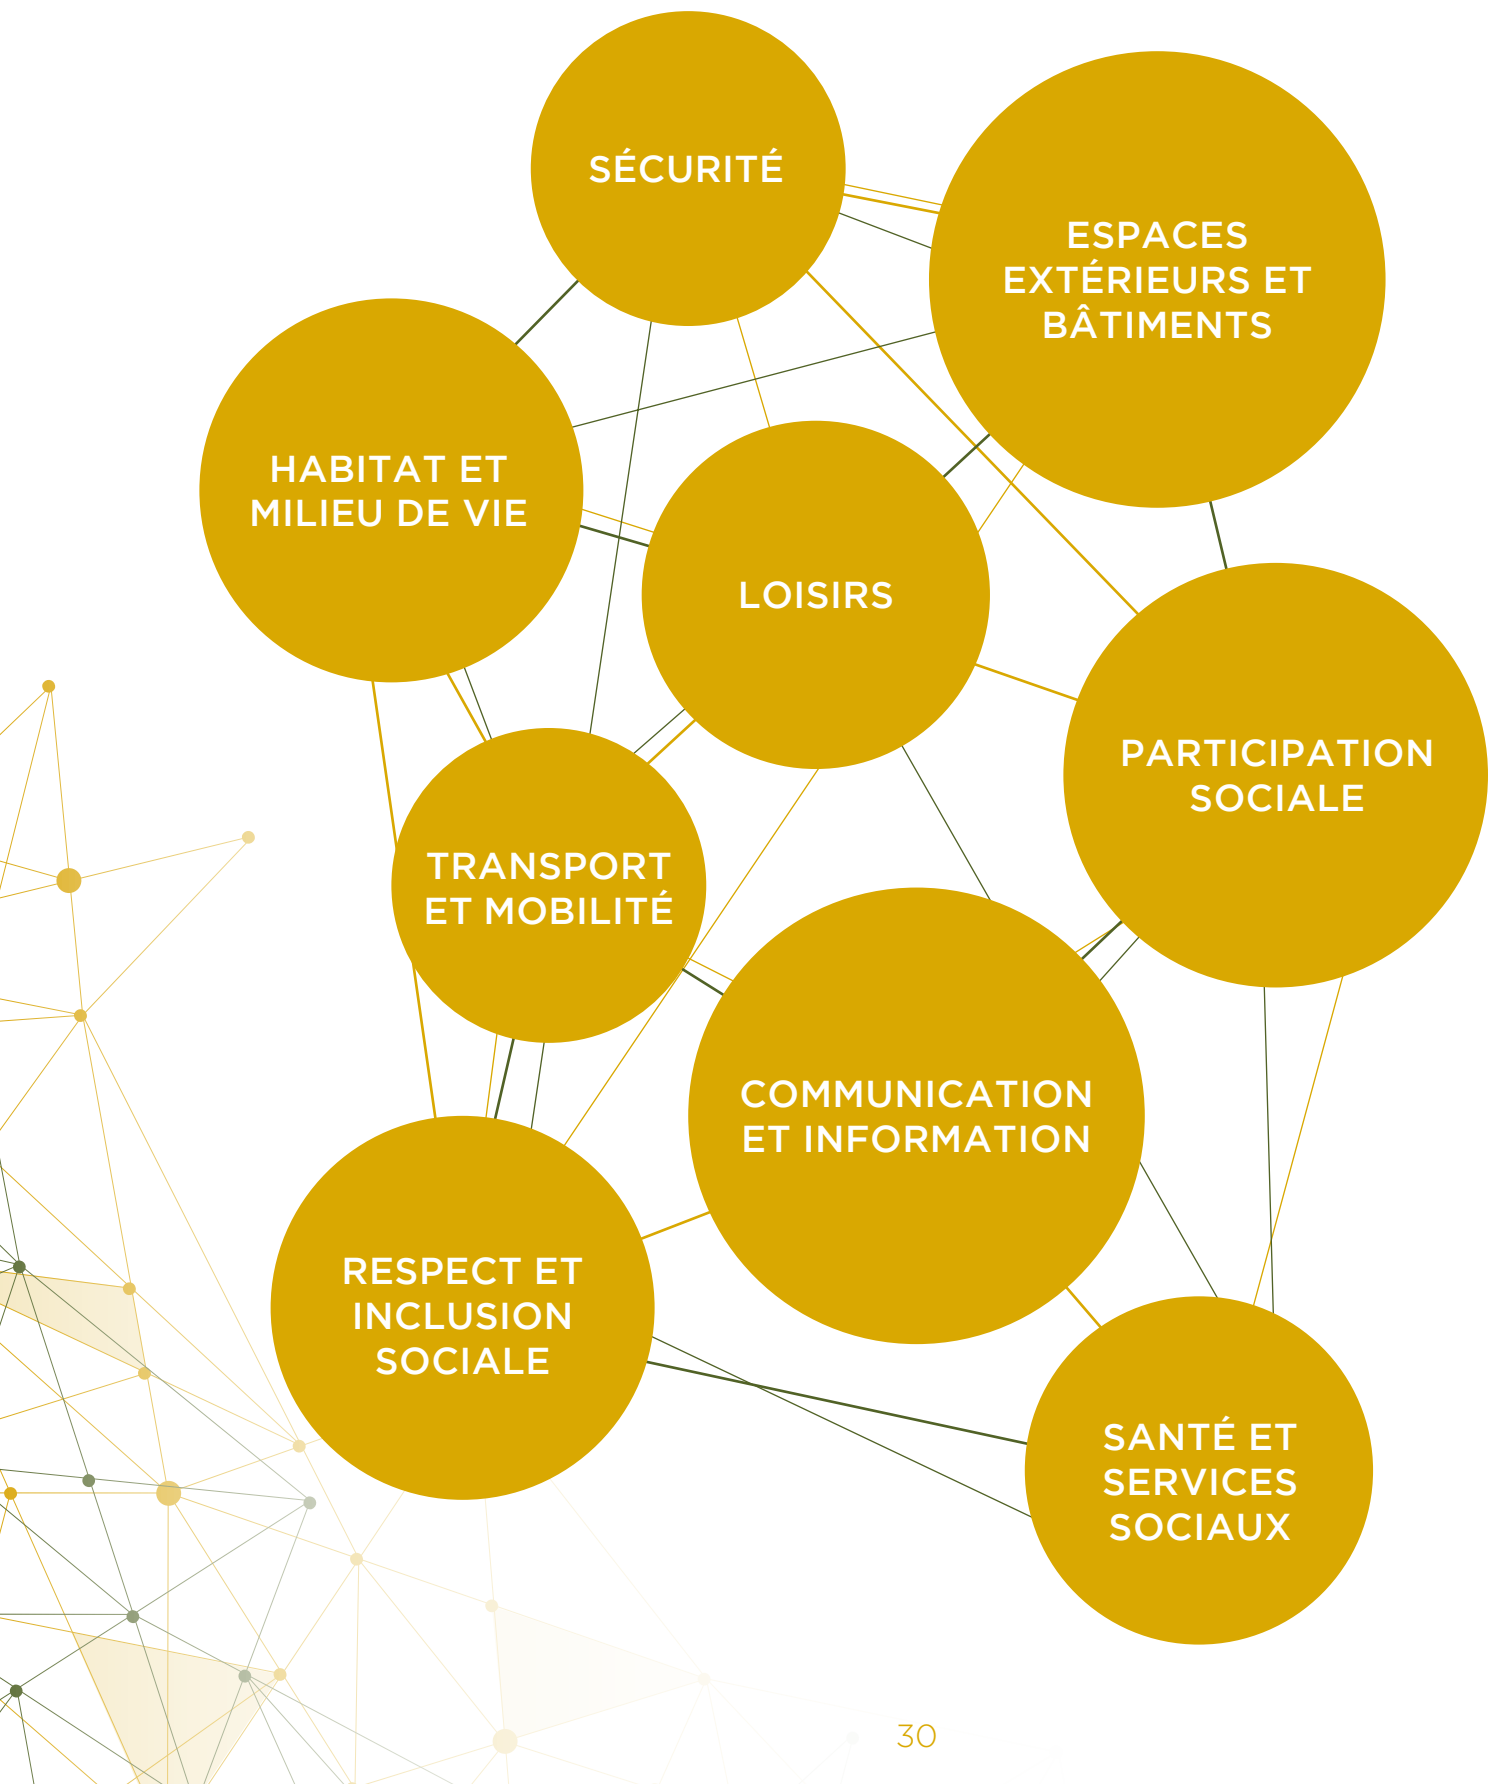 SÉCURITÉ
ESPACES
EXTÉRIEURS ET
BÂTIMENTS
HABITAT ET
MILIEU DE VIE
LOISIRS
PARTICIPATION
SOCIALE
TRANSPORT
ET MOBILITÉ
COMMUNICATION
ET INFORMATION
RESPECT ET
INCLUSION
SOCIALE
SANTÉ ET
SERVICES
SOCIAUX
30